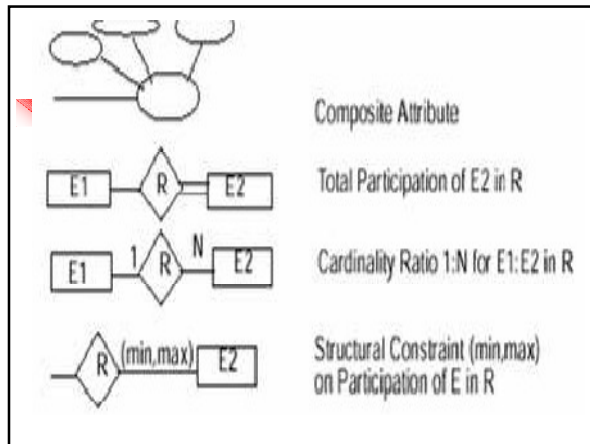 Composite Attribute
E1 R E2 Total Participation of E2 in R
E1 1 R N E2 Cardinality Ratio 1:N for E1:E2 in R
R (min,max) E2 Structural Constraint (min,max)
on Participation of E in R